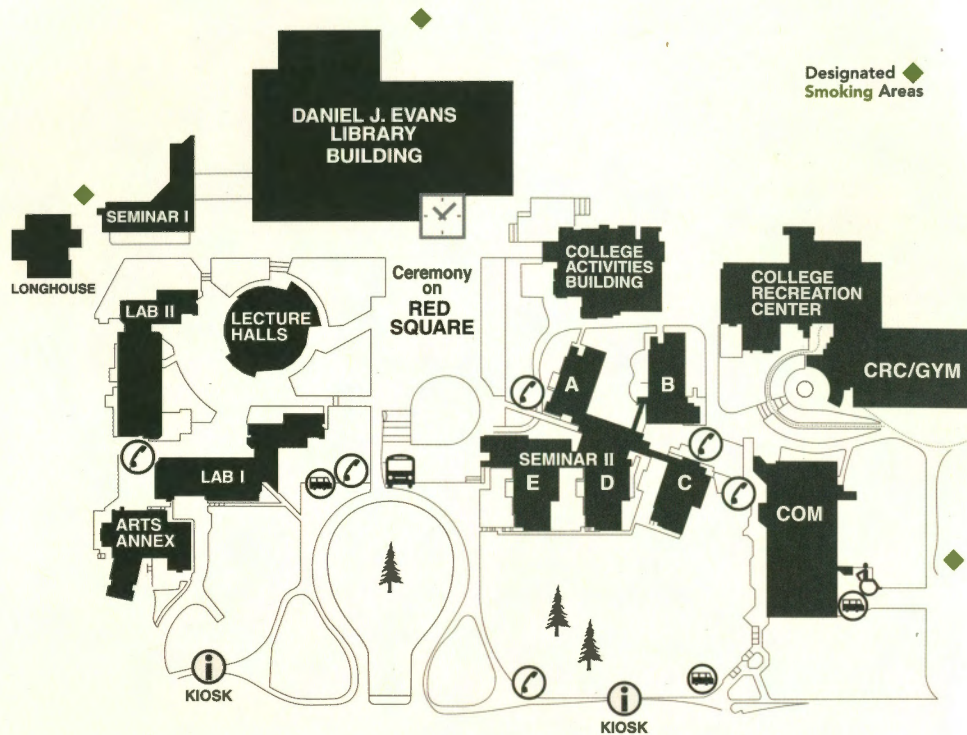 Designated
Smoking Areas
DANIEL J. EVANS
LIBRARY
BUILDING
SEMINAR I
LONGHOUSE
COLLEGE
ACTIVITIES
BUILDING
COLLEGE
RECREATION
CENTER
CRC/GYM
Ceremony
on
RED
SQUARE
LAB II
LECTURE
HALLS
A
B
SEMINAR II
E
D
C
LAB I
COM
ARTS
ANNEX
i
KIOSK
i
KIOSK